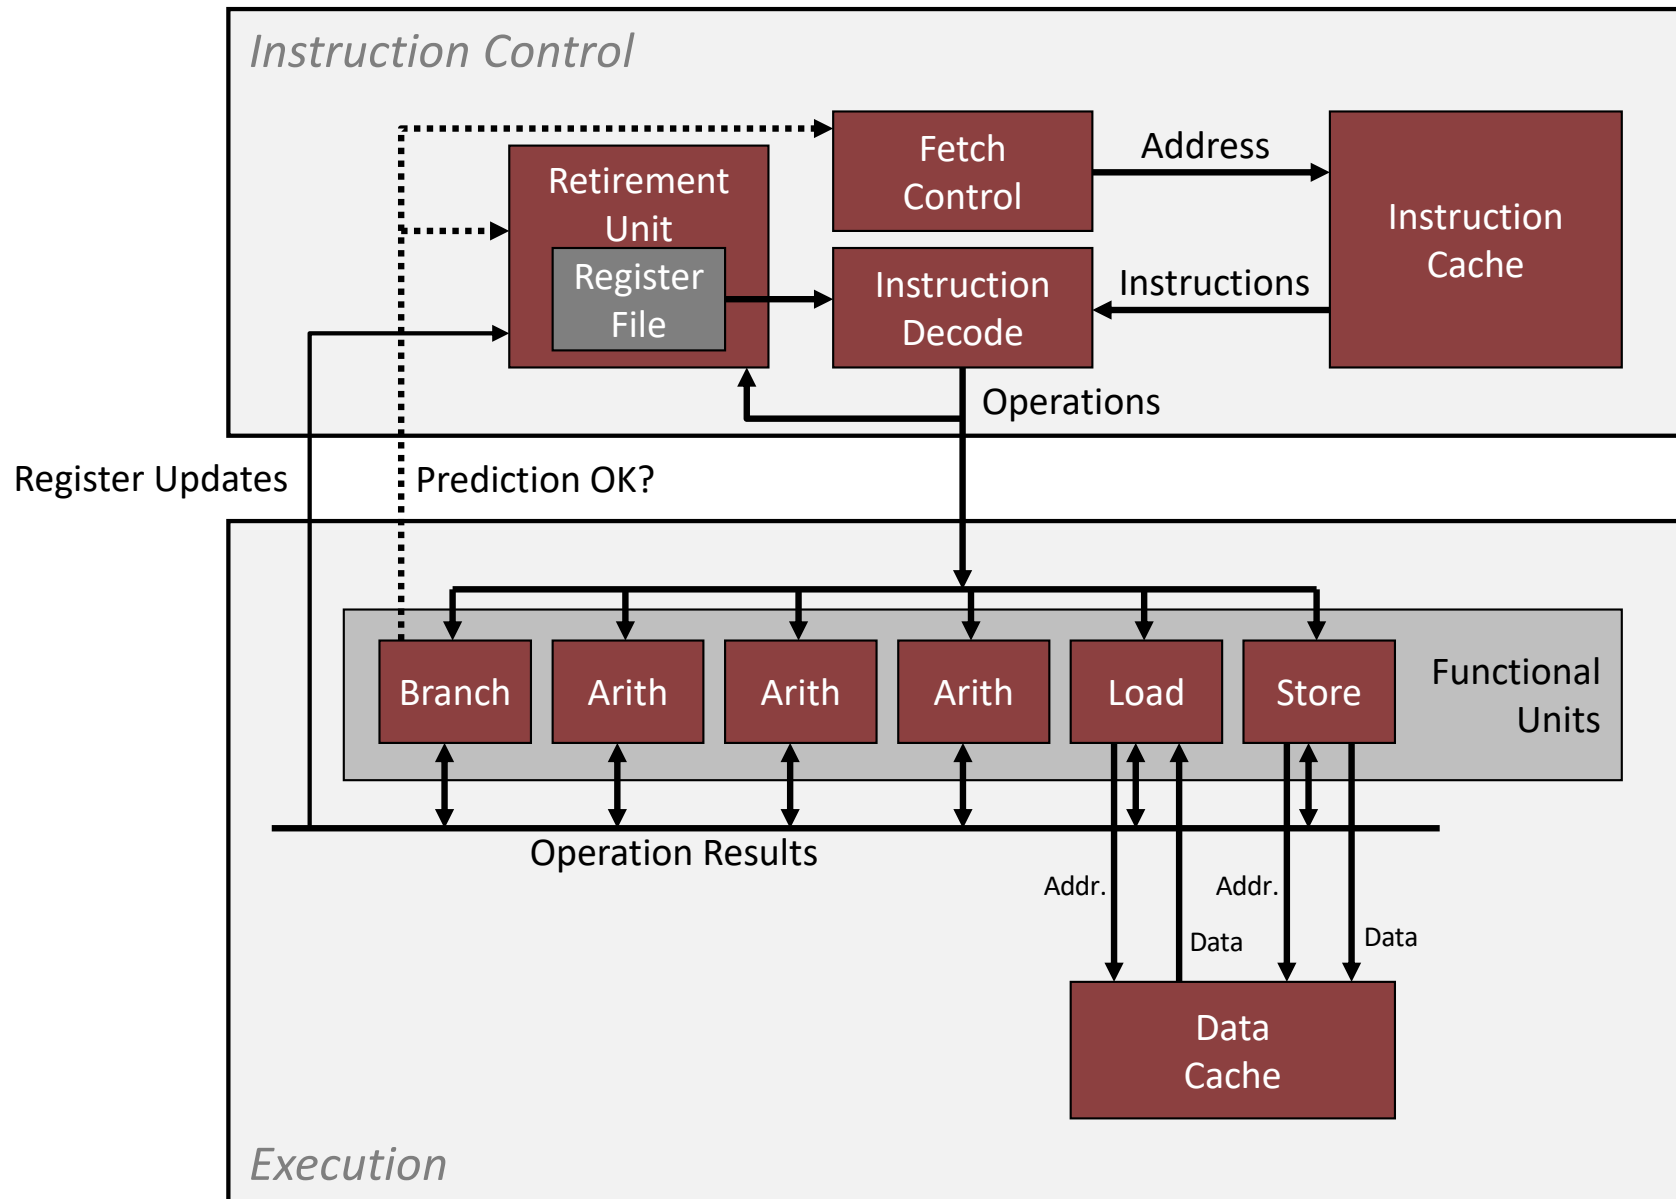 Instruction Control
Fetch
Control
Address
Instruction
Cache
Retirement
Unit
Register
File
Instruction
Decode
Instructions
Operations
Register Updates
Prediction OK?
Branch
Arith
Arith
Arith
Load
Store
Functional
Units
Operation Results
Addr.
Addr.
Data
Data
Data
Cache
Execution